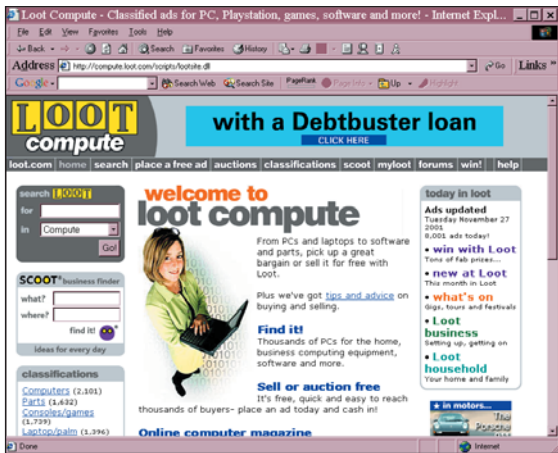 Loot Compute - Classified ads for PC, Playstation, games, software and more! - Internet Expl...
File Edit View Favorites Tools Help
Back Search Favorites History
Address http://compute.loot.com/scripts/lootsite.dll Go Links »
Google Search Web Search Site PageRank Page Info Up Highlight
LOOT
compute
with a Debtbuster loan
CLICK HERE
loot.com home search place a free ad auctions classifications scoot myloot forums win! help
search LOOT
for
in Compute
Go!
SCOOT business finder
what?
where?
find it!
ideas for every day
classifications
Computers (2,101)
Parts (1,632)
Consoles/games
(1,739)
Laptop/palm (1,396)
welcome to
loot compute
From PCs and laptops to software
and parts, pick up a great
bargain or sell it for free with
Loot.
Plus we've got tips and advice on
buying and selling.
Find it!
Thousands of PCs for the home,
business computing equipment,
software and more.
Sell or auction free
It's free, quick and easy to reach
thousands of buyers- place an ad today and cash in!
Online computer magazine
today in loot
Ads updated
Tuesday November 27
2001
8,001 ads today!
• win with Loot
Tons of fab prizes...
• new at Loot
This month in Loot
• what's on
Gigs, tours and festivals
• Loot
business
Setting up, getting on
• Loot
household
Your home and family
in motors...
The
Porsche
Done
Internet